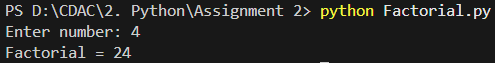 PS D:\CDAC\2. Python\Assignment 2> python Factorial.py
Enter number: 4
Factorial = 24